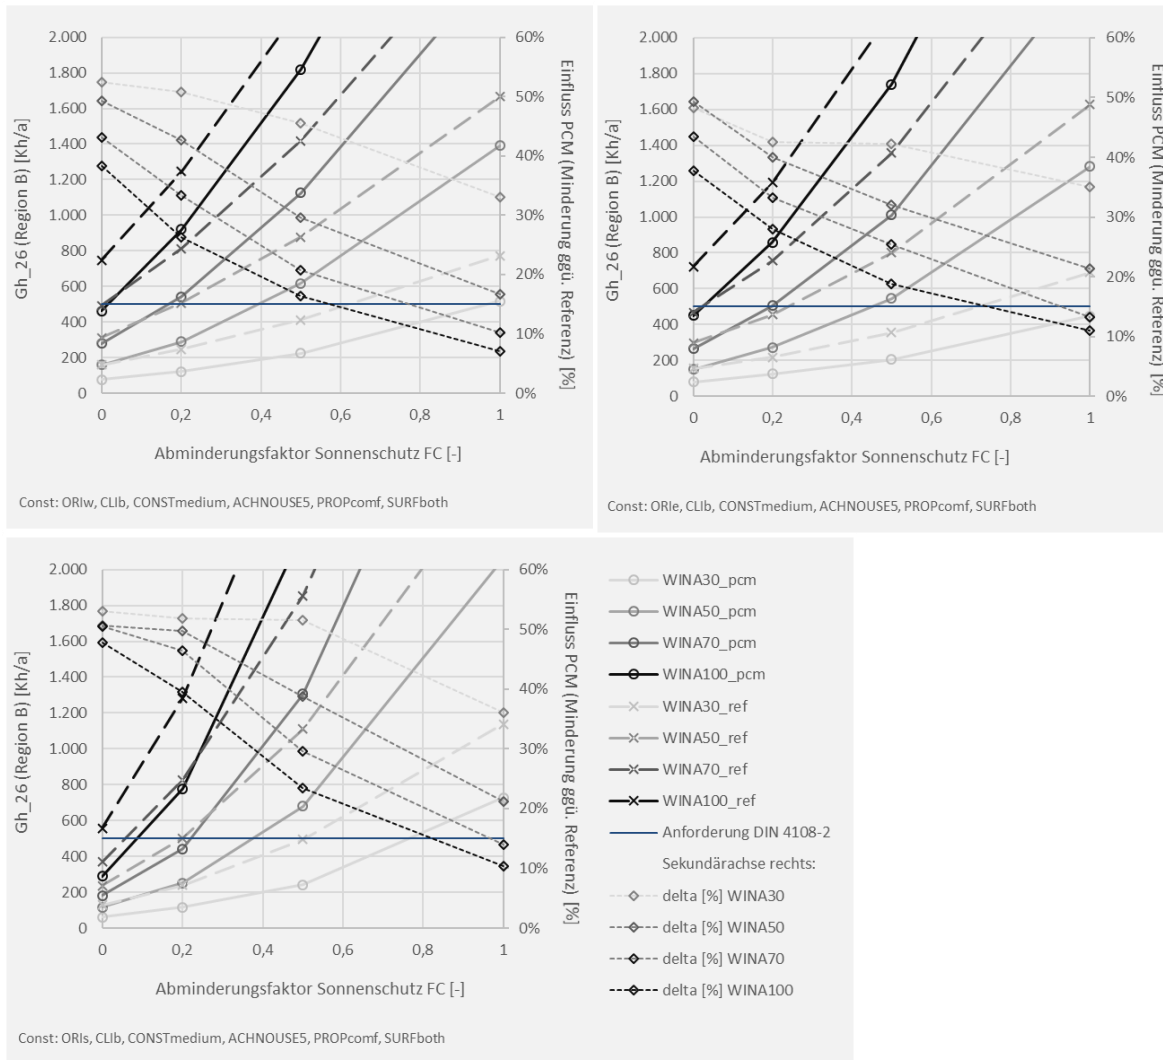 2.000
1.800
1.600
1.400
1.200
1.000
800
600
400
200
0
Gh_26 (Region B) [Kh/a]
60%
50%
40%
30%
20%
10%
0%
Einfluss PCM (Minderung ggü. Referenz) [%]
0 0,2 0,4 0,6 0,8 1
Abminderungsfaktor Sonnenschutz FC [-]
Const: ORIw, CLIb, CONSTmedium, ACHNOUSE5, PROPcomf, SURFboth
2.000
1.800
1.600
1.400
1.200
1.000
800
600
400
200
0
Gh_26 (Region B) [Kh/a]
60%
50%
40%
30%
20%
10%
0%
Einfluss PCM (Minderung ggü. Referenz) [%]
0 0,2 0,4 0,6 0,8 1
Abminderungsfaktor Sonnenschutz FC [-]
Const: ORIe, CLIb, CONSTmedium, ACHNOUSE5, PROPcomf, SURFboth
2.000
1.800
1.600
1.400
1.200
1.000
800
600
400
200
0
Gh_26 (Region B) [Kh/a]
60%
50%
40%
30%
20%
10%
0%
Einfluss PCM (Minderung ggü. Referenz) [%]
0 0,2 0,4 0,6 0,8 1
Abminderungsfaktor Sonnenschutz FC [-]
Const: ORIs, CLIb, CONSTmedium, ACHNOUSE5, PROPcomf, SURFboth
WINA30_pcm
WINA50_pcm
WINA70_pcm
WINA100_pcm
WINA30_ref
WINA50_ref
WINA70_ref
WINA100_ref
Anforderung DIN 4108-2
Sekundärachse rechts:
delta [%] WINA30
delta [%] WINA50
delta [%] WINA70
delta [%] WINA100